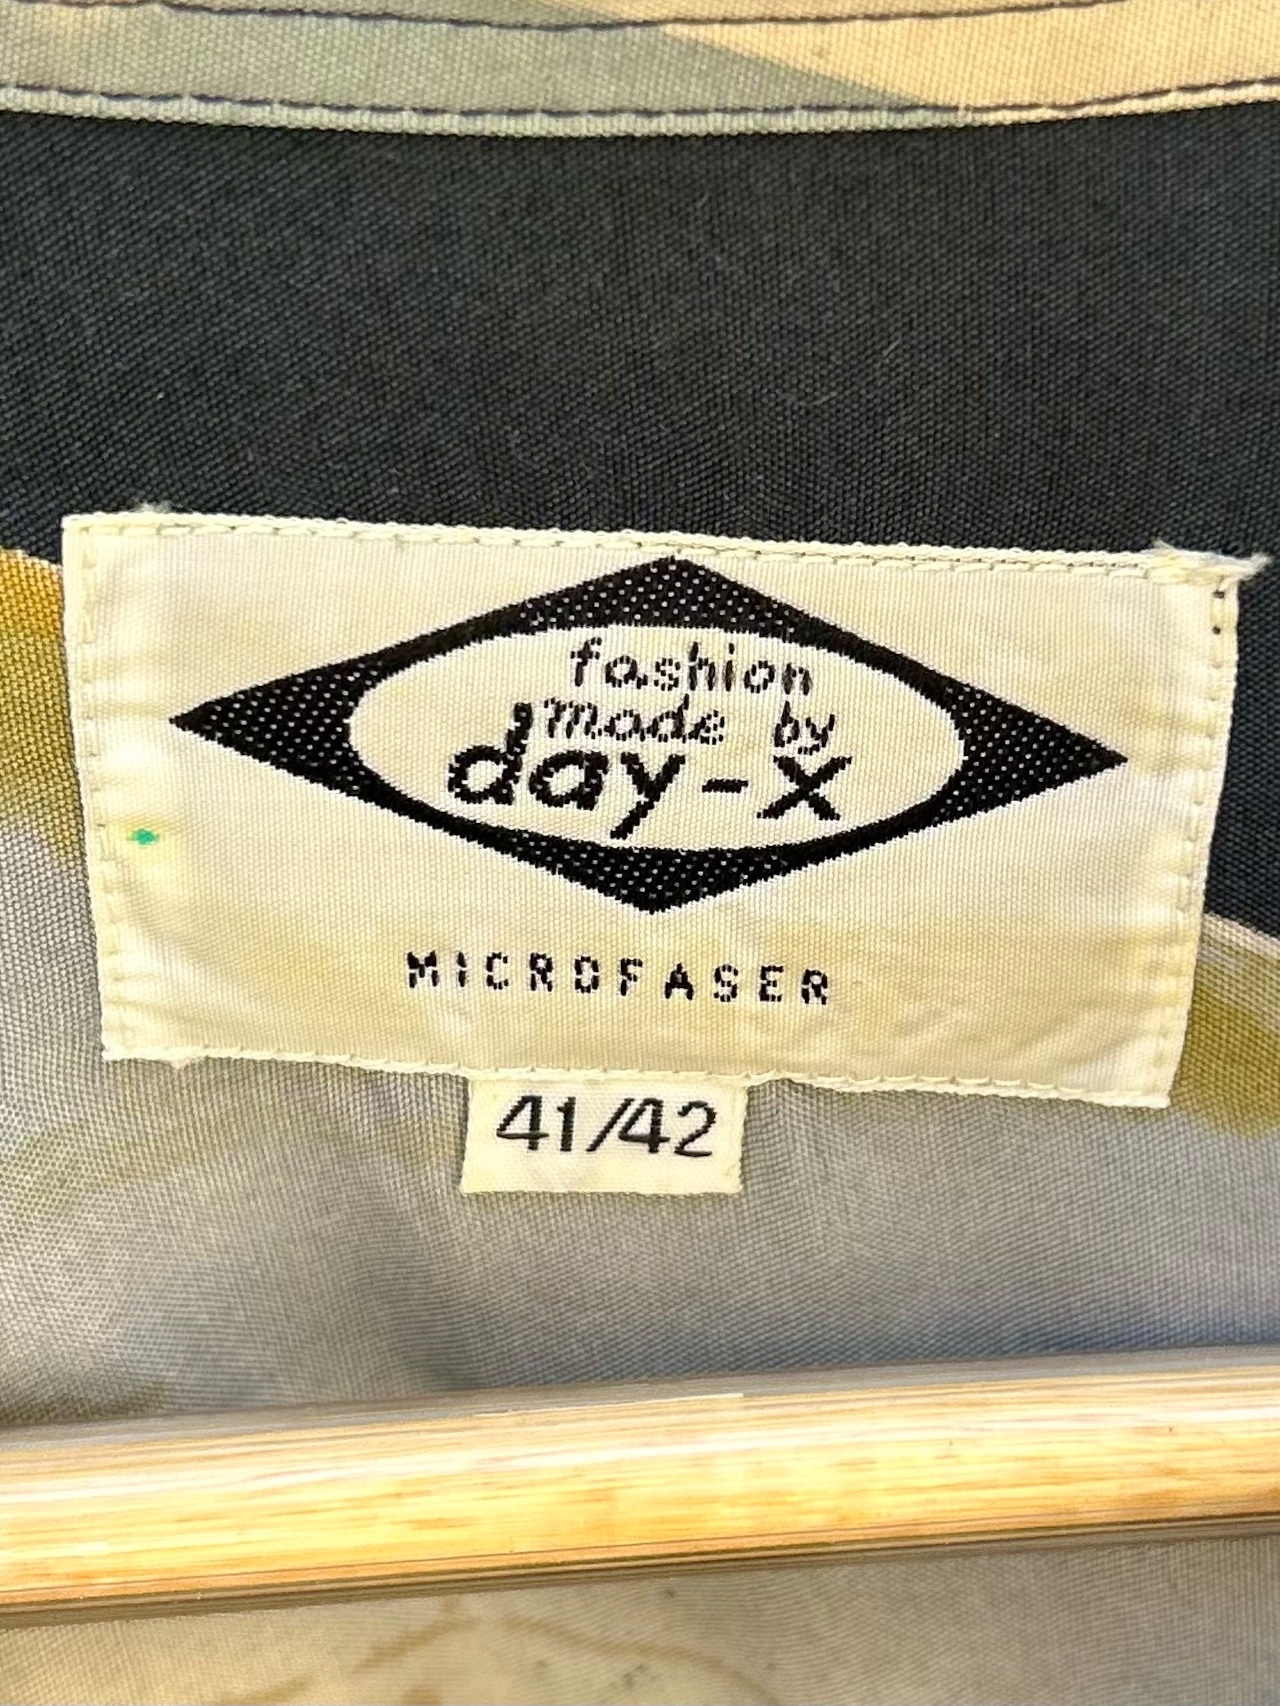 fashion
made by
day-x
MICROFASER
41/42